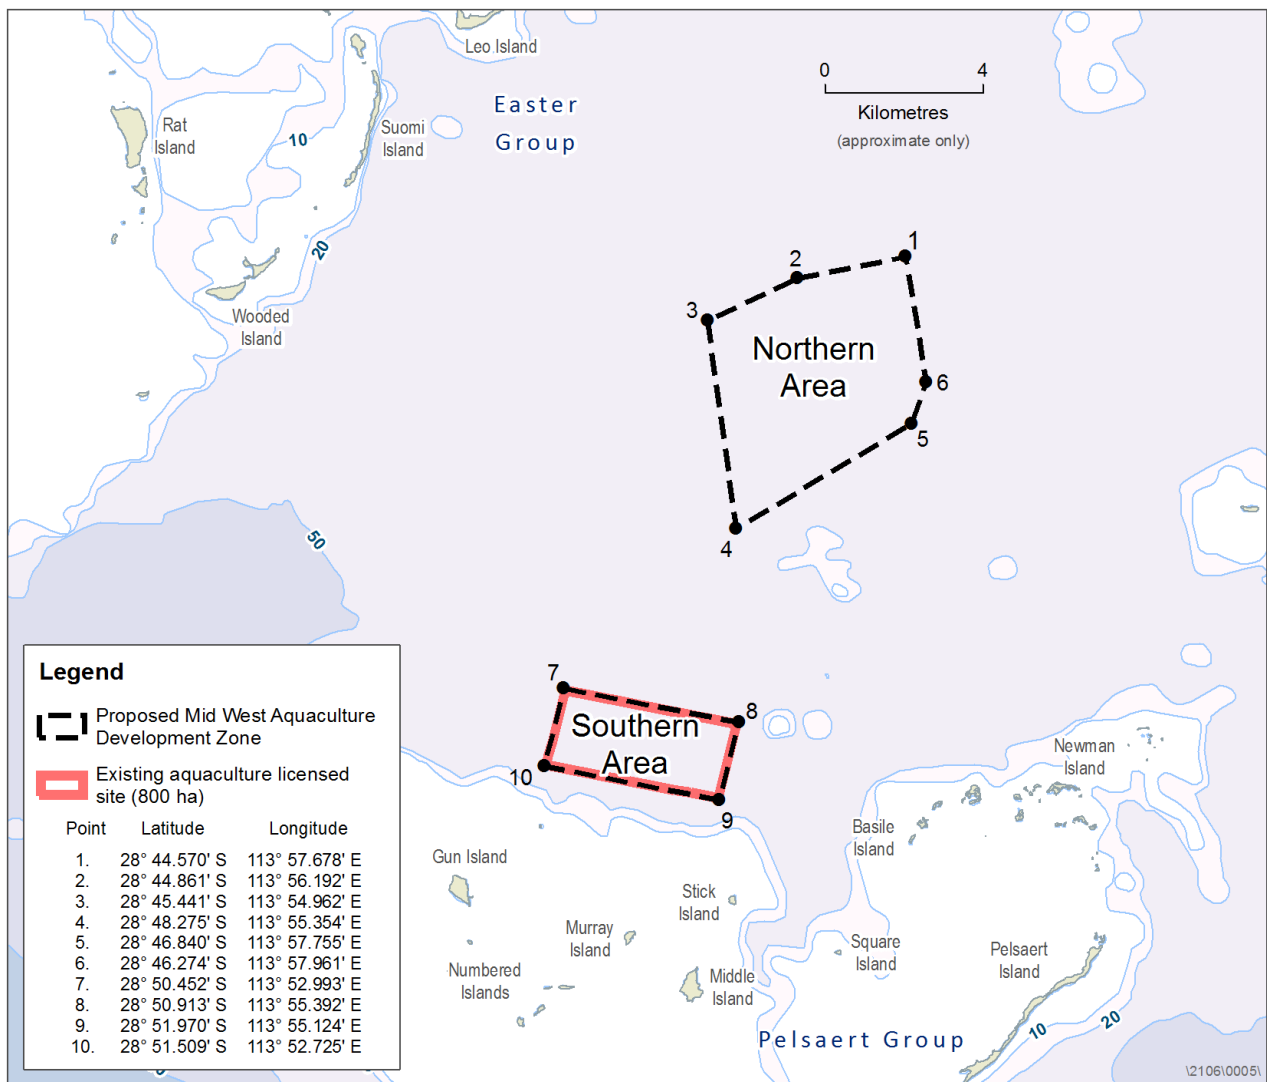 Leo Island
Easter
Group
0 4
Kilometres
(approximate only)
Rat
Island
10
Suomi
Island
20
Wooded
Island
1
2
3
Northern
Area
6
5
4
50
7
8
Southern
Area
10
9
Newman
Island
Basile
Island
Gun Island
Stick
Island
Murray
Island
Square
Island
Pelsaert
Island
Numbered
Islands
Middle
Island
Pelsaert Group
10
20
Legend
Proposed Mid West Aquaculture
Development Zone
Existing aquaculture licensed
site (800 ha)
Point Latitude Longitude
1. 28° 44.570' S 113° 57.678' E
2. 28° 44.861' S 113° 56.192' E
3. 28° 45.441' S 113° 54.962' E
4. 28° 48.275' S 113° 55.354' E
5. 28° 46.840' S 113° 57.755' E
6. 28° 46.274' S 113° 57.961' E
7. 28° 50.452' S 113° 52.993' E
8. 28° 50.913' S 113° 55.392' E
9. 28° 51.970' S 113° 55.124' E
10. 28° 51.509' S 113° 52.725' E
\2106\0005\